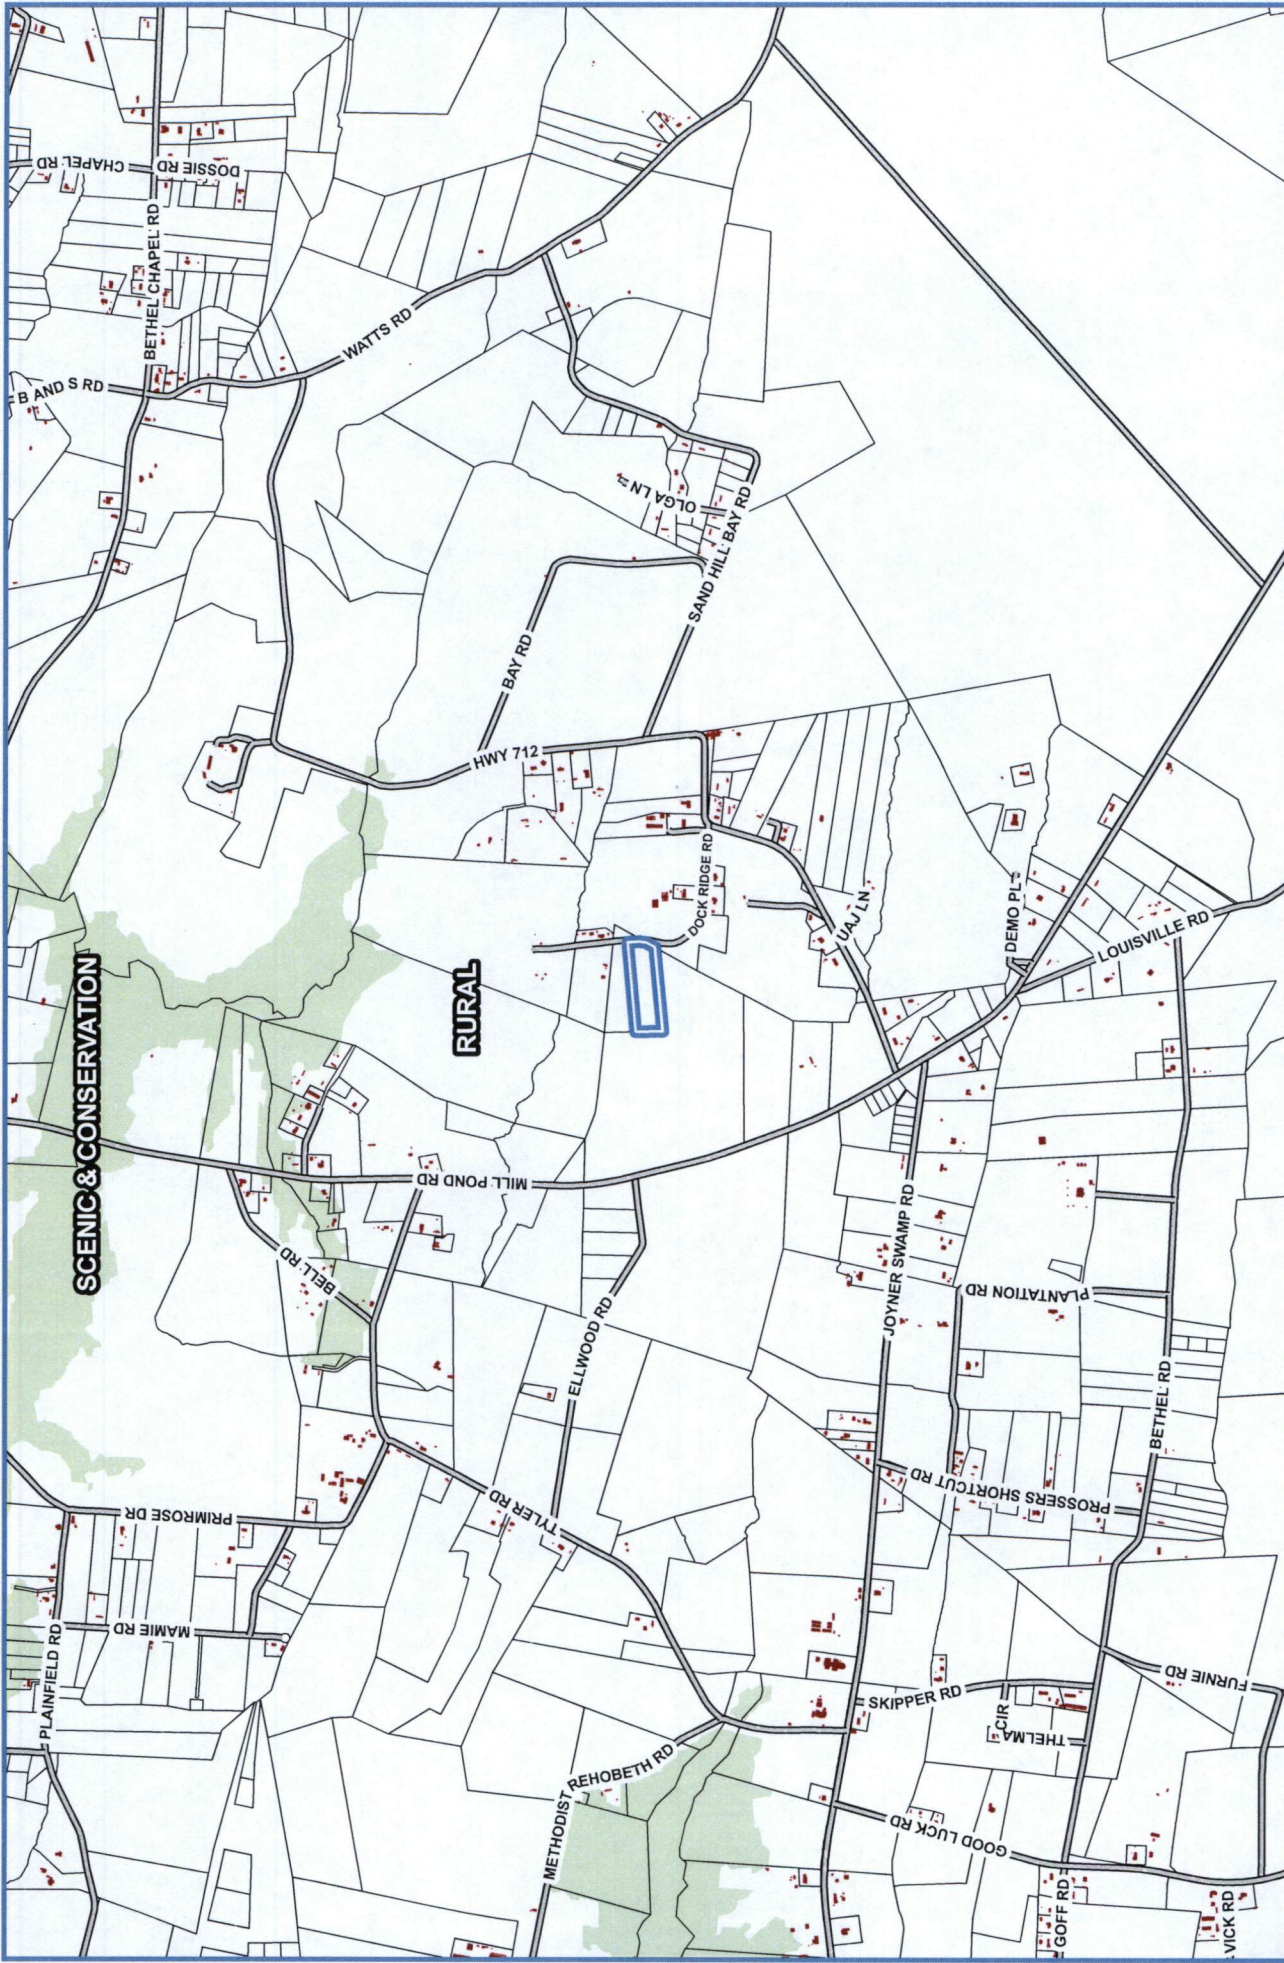 SCENIC & CONSERVATION
RURAL
PLAINFIELD RD
MAMIE RD
PRIMROSE DR
BELL RD
MILL POND RD
TYLER RD
ELLWOOD RD
METHODIST REHOBETH RD
B AND S RD
BETHEL CHAPEL RD
CHAPEL RD
DOSSIE RD
WATTS RD
HWY 712
BAY RD
SAND HILL BAY RD
OLGA LN
DOCK RIDGE RD
UAJ LN
DEMO PL
LOUISVILLE RD
JOYNER SWAMP RD
PLANTATION RD
BETHEL RD
PROSSERS SHORTCUT RD
SKIPPER RD
THELMA CIR
FURNIE RD
GOOD LUCK RD
GOFF RD
VICK RD